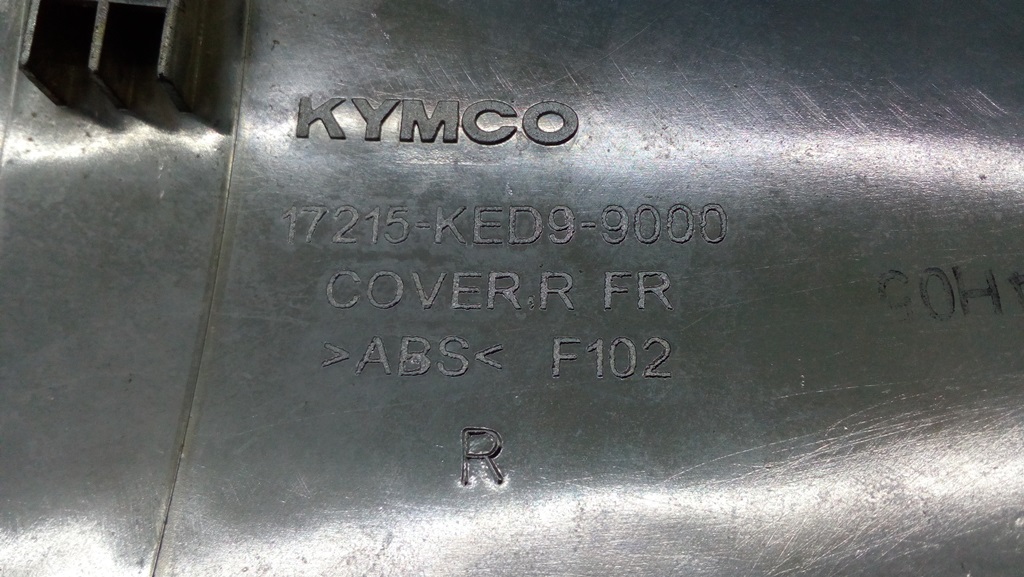 KYMCO
17215-KED9-9000
COVER,R FR
>ABS< F102
R